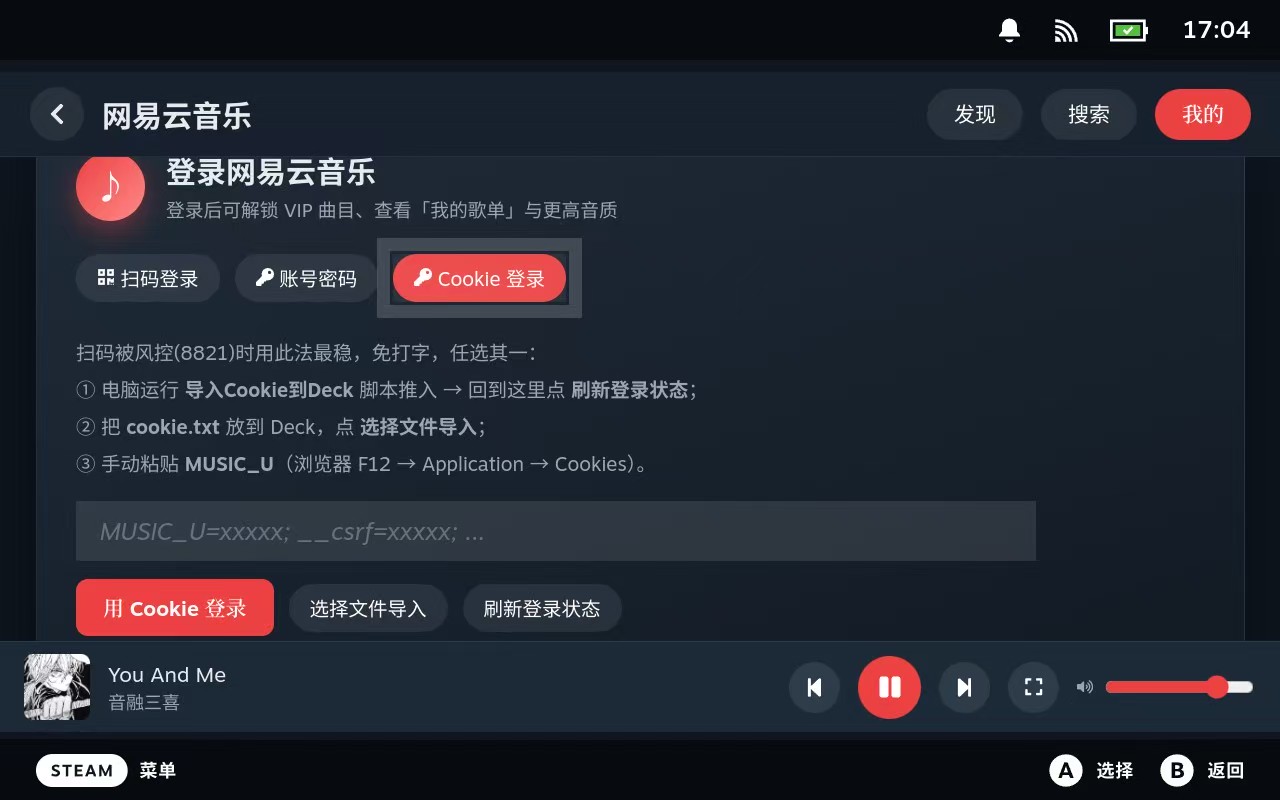 17:04
网易云音乐
发现 搜索 我的
登录网易云音乐
登录后可解锁 VIP 曲目、查看「我的歌单」与更高音质
扫码登录 账号密码 Cookie 登录
扫码被风控(8821)时用此法最稳，免打字，任选其一：
① 电脑运行 导入Cookie到Deck 脚本推入 → 回到这里点 刷新登录状态；
② 把 cookie.txt 放到 Deck，点 选择文件导入；
③ 手动粘贴 MUSIC_U（浏览器 F12 → Application → Cookies）。
MUSIC_U=xxxxx; __csrf=xxxxx; ...
用 Cookie 登录 选择文件导入 刷新登录状态
You And Me
音融三喜
STEAM 菜单 A 选择 B 返回